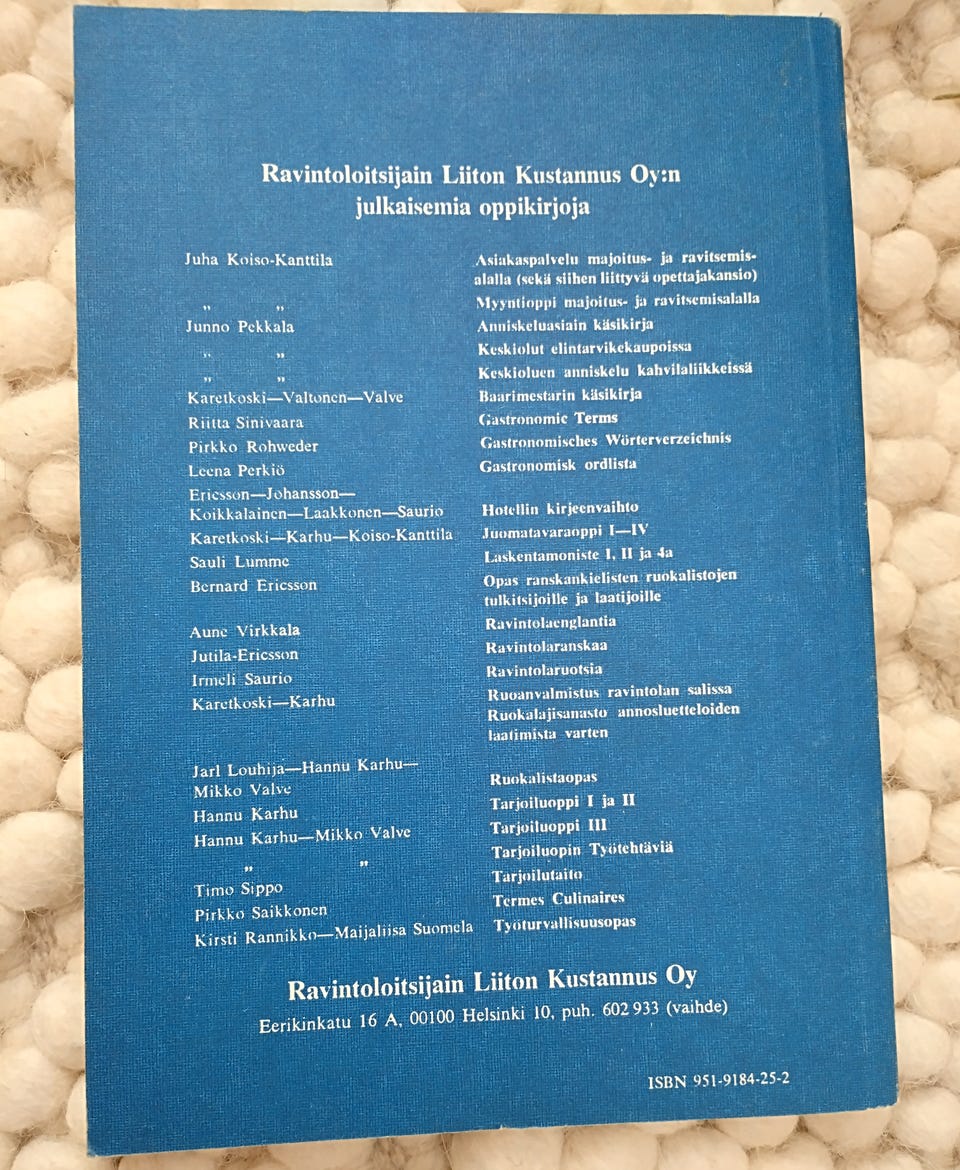 Ravintoloitsijain Liiton Kustannus Oy:n
julkaisemia oppikirjoja
Juha Koiso-Kanttila Asiakaspalvelu majoitus- ja ravitsemis-
alalla (sekä siihen liittyvä opettajakansio)
„ „ Myyntioppi majoitus- ja ravitsemisalalla
Junno Pekkala Anniskeluasiain käsikirja
„ „ Keskiolut elintarvikekaupoissa
„ „ Keskioluen anniskelu kahvilaliikkeissä
Karetkoski—Valtonen—Valve Baarimestarin käsikirja
Riitta Sinivaara Gastronomic Terms
Pirkko Rohweder Gastronomisches Wörterverzeichnis
Leena Perkiö Gastronomisk ordlista
Ericsson—Johansson—
Koikkalainen—Laakkonen—Saurio Hotellin kirjeenvaihto
Karetkoski—Karhu—Koiso-Kanttila Juomatavaraoppi I—IV
Sauli Lumme Laskentamoniste I, II ja 4a
Bernard Ericsson Opas ranskankielisten ruokalistojen
tulkitsijoille ja laatijoille
Aune Virkkala Ravintolaenglantia
Jutila-Ericsson Ravintolaranskaa
Irmeli Saurio Ravintolaruotsia
Karetkoski—Karhu Ruoanvalmistus ravintolan salissa
Ruokalajisanasto annosluetteloiden
laatimista varten
Jarl Louhija—Hannu Karhu—
Mikko Valve Ruokalistaopas
Hannu Karhu Tarjoiluoppi I ja II
Hannu Karhu—Mikko Valve Tarjoiluoppi III
„ „ Tarjoiluopin Työtehtäviä
Timo Sippo Tarjoilutaito
Pirkko Saikkonen Termes Culinaires
Kirsti Rannikko—Maijaliisa Suomela Työturvallisuusopas
Ravintoloitsijain Liiton Kustannus Oy
Eerikinkatu 16 A, 00100 Helsinki 10, puh. 602 933 (vaihde)
ISBN 951-9184-25-2